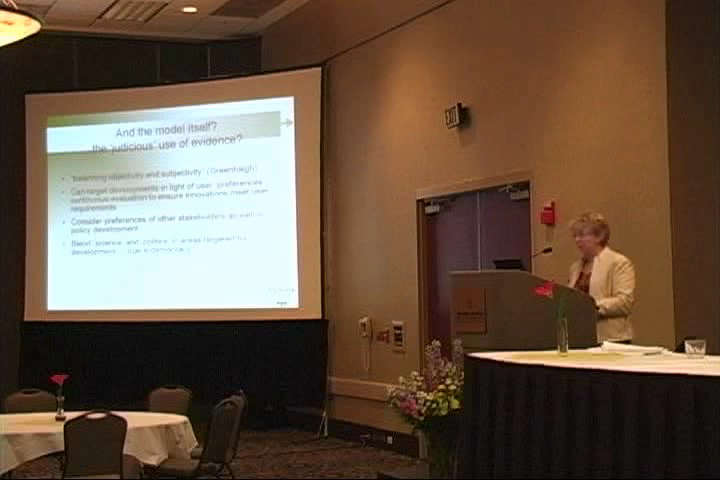 And the model itself?
the 'judicious' use of evidence?
"balancing objectivity and subjectivity" (Greenhalgh)
Can target developments in light of user preferences
continuous evaluation to ensure innovations meet user
requirements
Consider preferences of other stakeholders as well as
policy development
science and politics in areas targeted for
development
EXIT